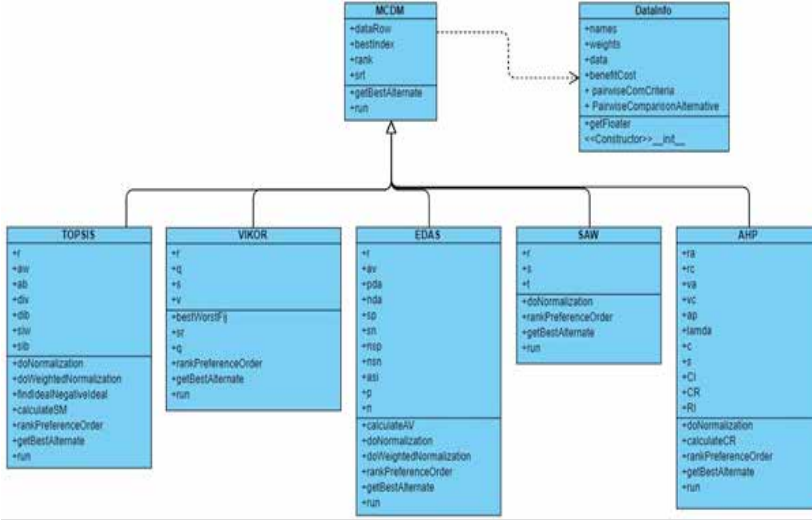 MCDM
+dataRow
+bestIndex
+rank
+srt
+getBestAlternate
+run
DataInfo
+names
+weights
+data
+benefitCost
+ pairwiseComCriteria
+ PairwiseComparisonAlternative
+getFloater
<<Constructor>>__init__
TOPSIS
+r
+aw
+ab
+div
+dib
+siw
+sib
+doNormalization
+doWeightedNormalization
+findIdealNegativeIdeal
+calculateSM
+rankPreferenceOrder
+getBestAlternate
+run
VIKOR
+r
+q
+s
+v
+bestWorstFij
+sr
+q
+rankPreferenceOrder
+getBestAlternate
+run
EDAS
+r
+av
+pda
+nda
+sp
+sn
+nsp
+nsn
+asi
+p
+n
+calculateAV
+doNormalization
+doWeightedNormalization
+rankPreferenceOrder
+getBestAlternate
+run
SAW
+r
+s
+t
+doNormalization
+rankPreferenceOrder
+getBestAlternate
+run
AHP
+ra
+rc
+va
+vc
+ap
+lamda
+c
+s
+CI
+CR
+RI
+doNormalization
+calculateCR
+rankPreferenceOrder
+getBestAlternate
+run